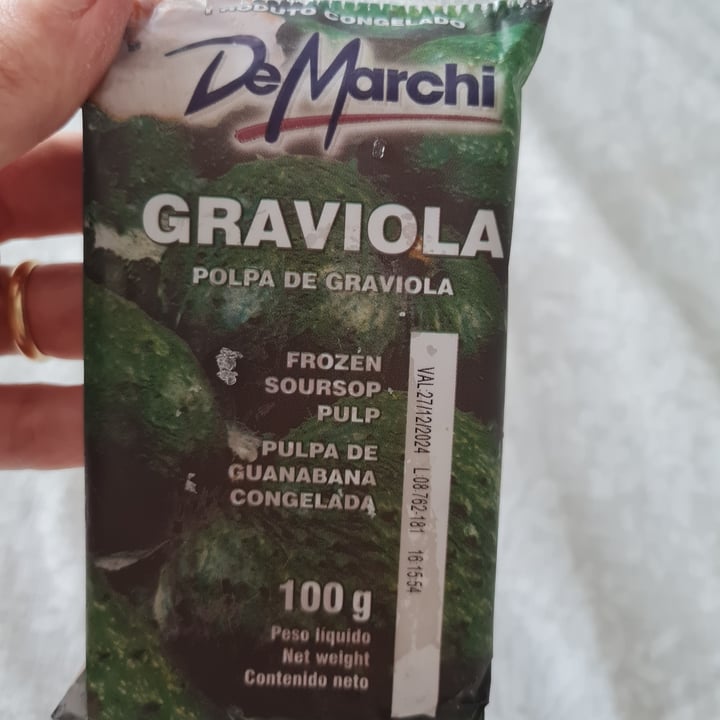 PRODUTO CONGELADO
DeMarchi
GRAVIOLA
POLPA DE GRAVIOLA
FROZEN
SOURSOP
PULP
PULPA DE
GUANABANA
CONGELADA
VAL:27/12/2024 L:08.762-181 16:15:54
100 g
Peso líquido
Net weight
Contenido neto